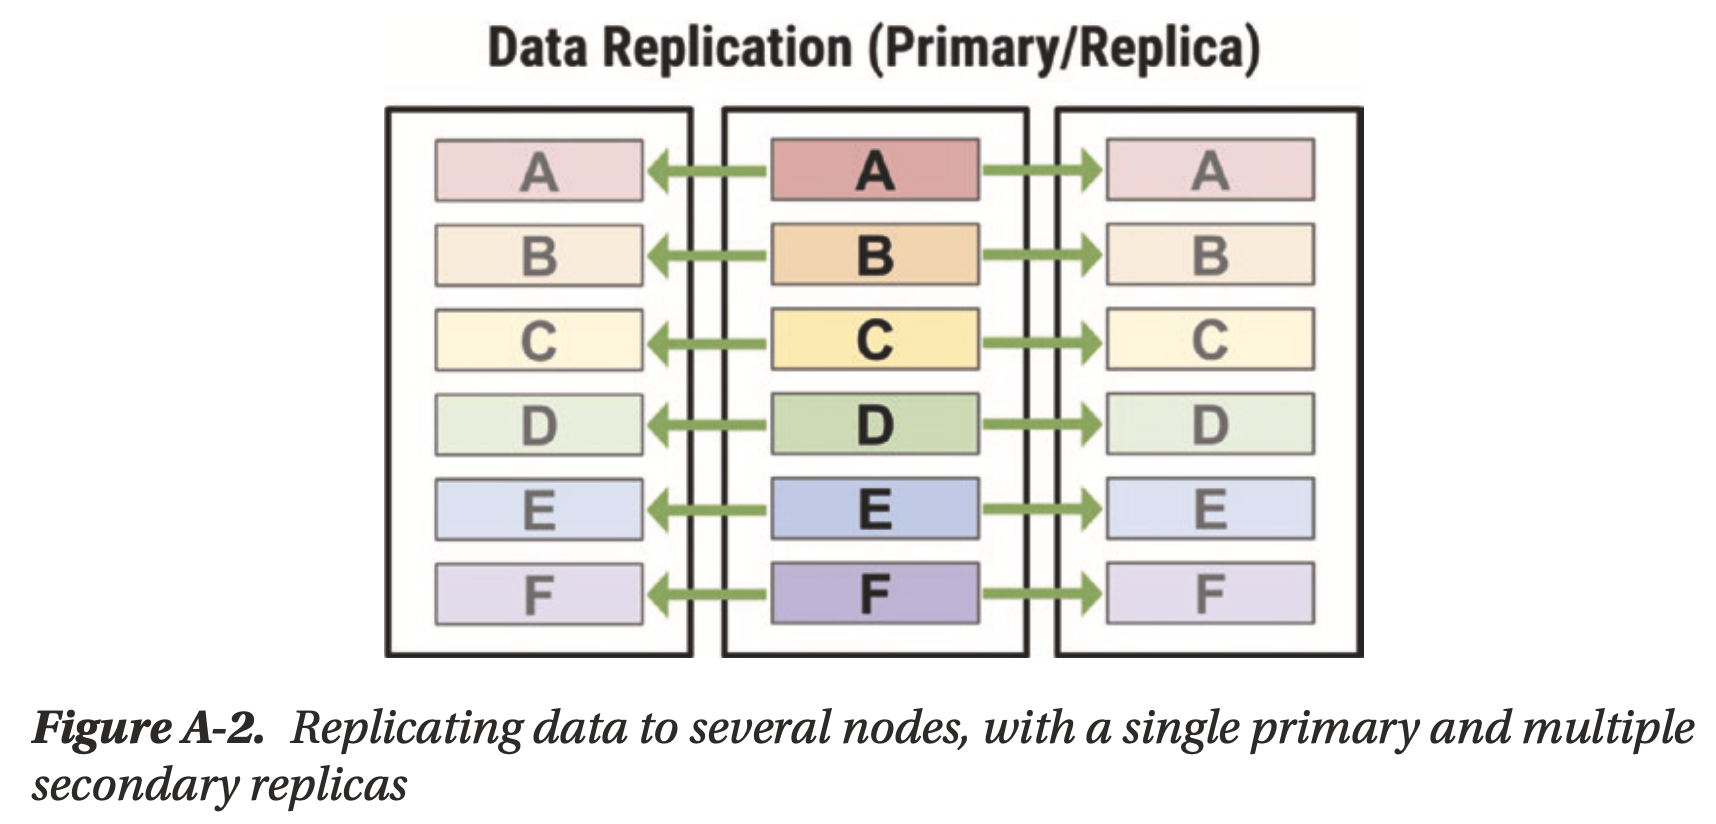 Data Replication (Primary/Replica)
A A A
B B B
C C C
D D D
E E E
F F F
Figure A-2. Replicating data to several nodes, with a single primary and multiple
secondary replicas